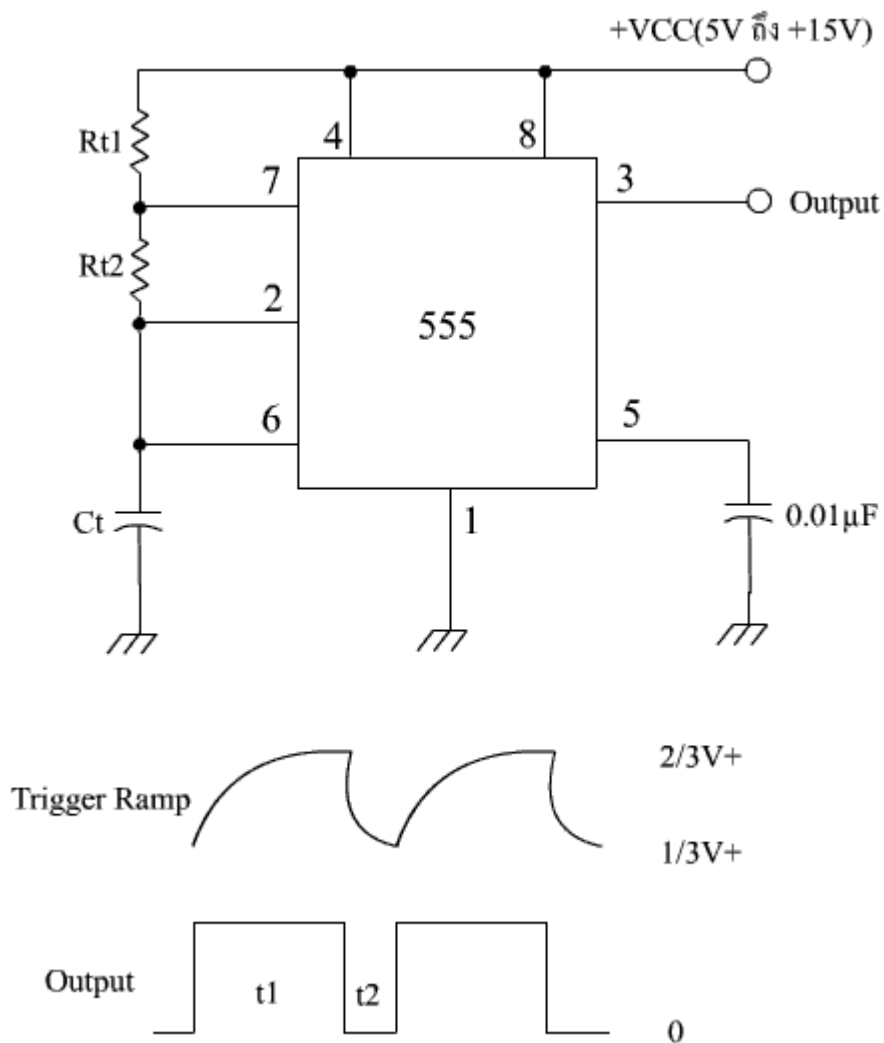 +VCC(5V ถึง +15V)
Rt1
4
8
7
3
Output
Rt2
2
555
6
5
Ct
1
0.01µF
2/3V+
Trigger Ramp
1/3V+
Output
t1
t2
0